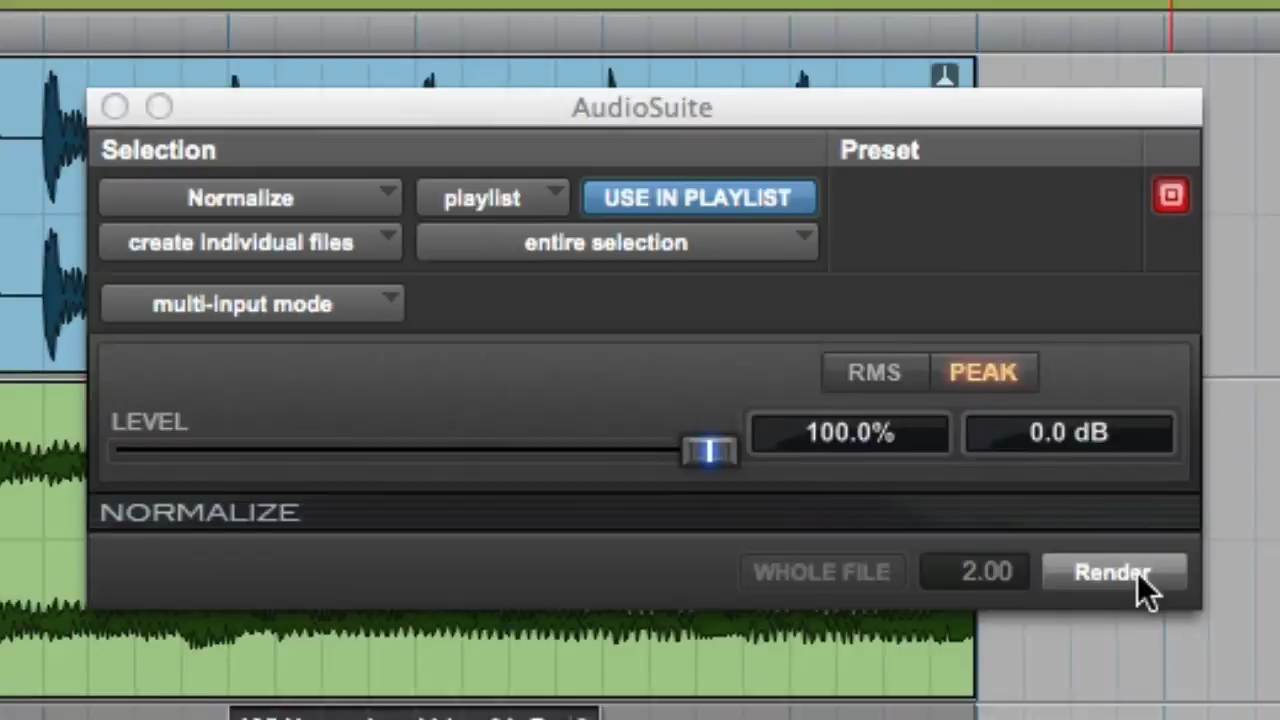 AudioSuite
Selection
Preset
Normalize
playlist
USE IN PLAYLIST
create individual files
entire selection
multi-input mode
RMS
PEAK
LEVEL
100.0%
0.0 dB
NORMALIZE
WHOLE FILE
2.00
Render